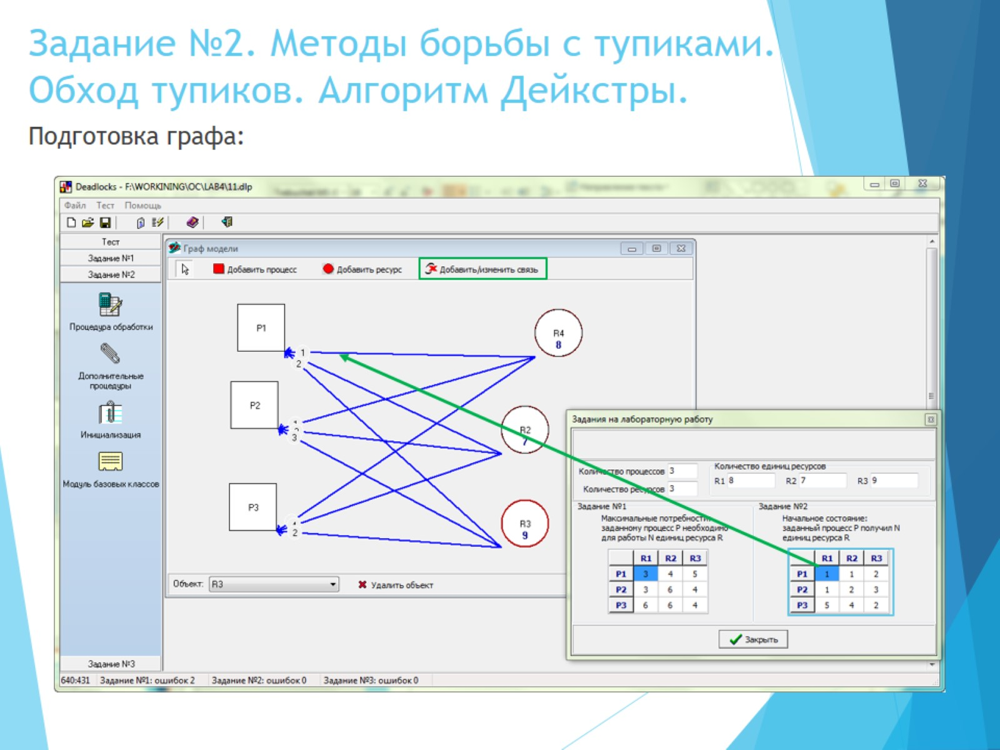 Задание №2. Методы борьбы с тупиками.
Обход тупиков. Алгоритм Дейкстры.
Подготовка графа:
Deadlocks - F:\WORKINING\OC\LAB4\11.dlp
Файл Тест Помощь
Тест
Задание №1
Задание №2
Процедура обработки
Дополнительные
процедуры
Инициализация
Модуль базовых классов
Задание №3
Граф модели
Добавить процесс Добавить ресурс Добавить/изменить связь
P1
R4
8
1
2
P2
R2
7
3
P3
R3
9
2
Объект: R3 Удалить объект
Задания на лабораторную работу
Количество процессов 3
Количество ресурсов 3
Количество единиц ресурсов
R1 8 R2 7 R3 9
Задание №1
Максимальные потребности:
заданному процесс P необходимо
для работы N единиц ресурса R
R1 R2 R3
P1 3 4 5
P2 3 6 4
P3 6 6 4
Задание №2
Начальное состояние:
заданный процесс P получил N
единиц ресурса R
R1 R2 R3
P1 1 1 2
P2 1 2 3
P3 5 4 2
Закрыть
640:431 Задание №1: ошибок 2 Задание №2: ошибок 0 Задание №3: ошибок 0